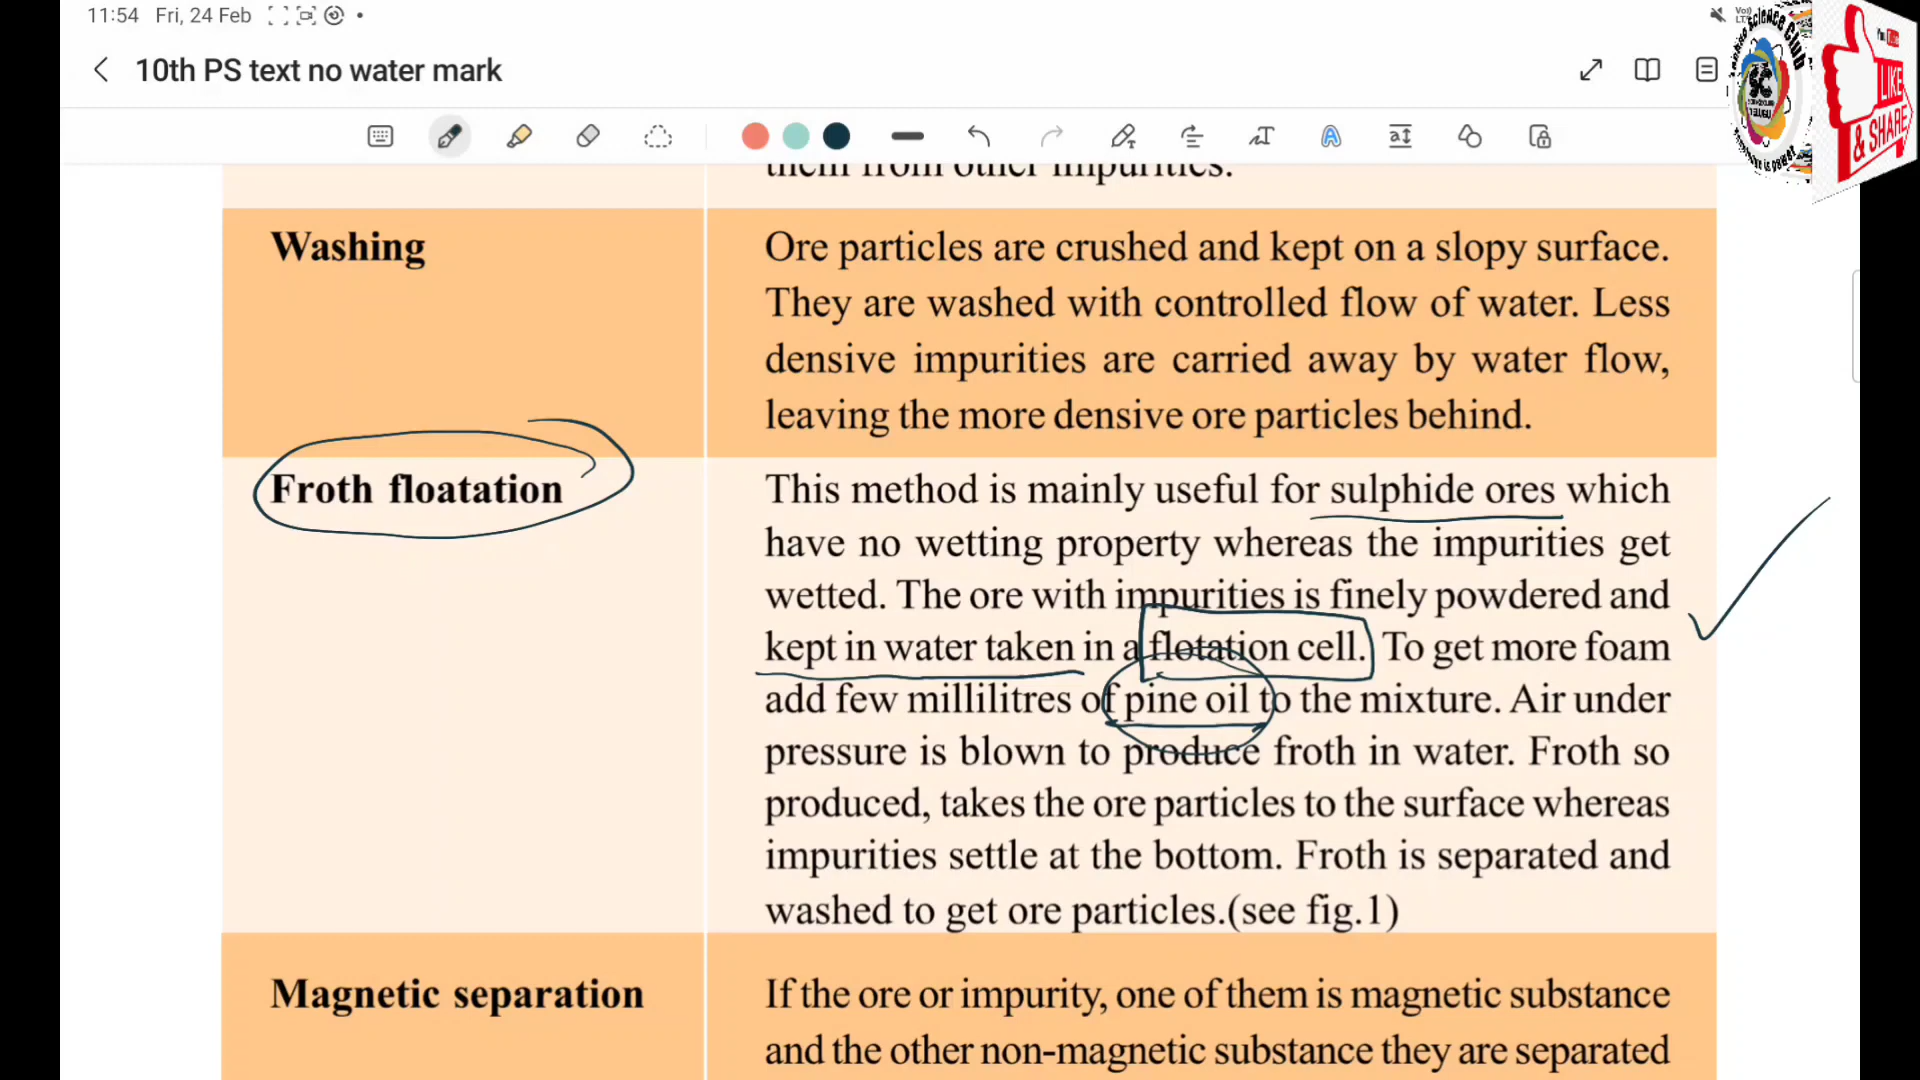 11:54 Fri, 24 Feb
10th PS text no water mark
them from other impurities.
Washing
Ore particles are crushed and kept on a slopy surface.
They are washed with controlled flow of water. Less
densive impurities are carried away by water flow,
leaving the more densive ore particles behind.
Froth floatation
This method is mainly useful for sulphide ores which
have no wetting property whereas the impurities get
wetted. The ore with impurities is finely powdered and
kept in water taken in a flotation cell. To get more foam
add few millilitres of pine oil to the mixture. Air under
pressure is blown to produce froth in water. Froth so
produced, takes the ore particles to the surface whereas
impurities settle at the bottom. Froth is separated and
washed to get ore particles.(see fig.1)
Magnetic separation
If the ore or impurity, one of them is magnetic substance
and the other non-magnetic substance they are separated
LIKE
& SHARE